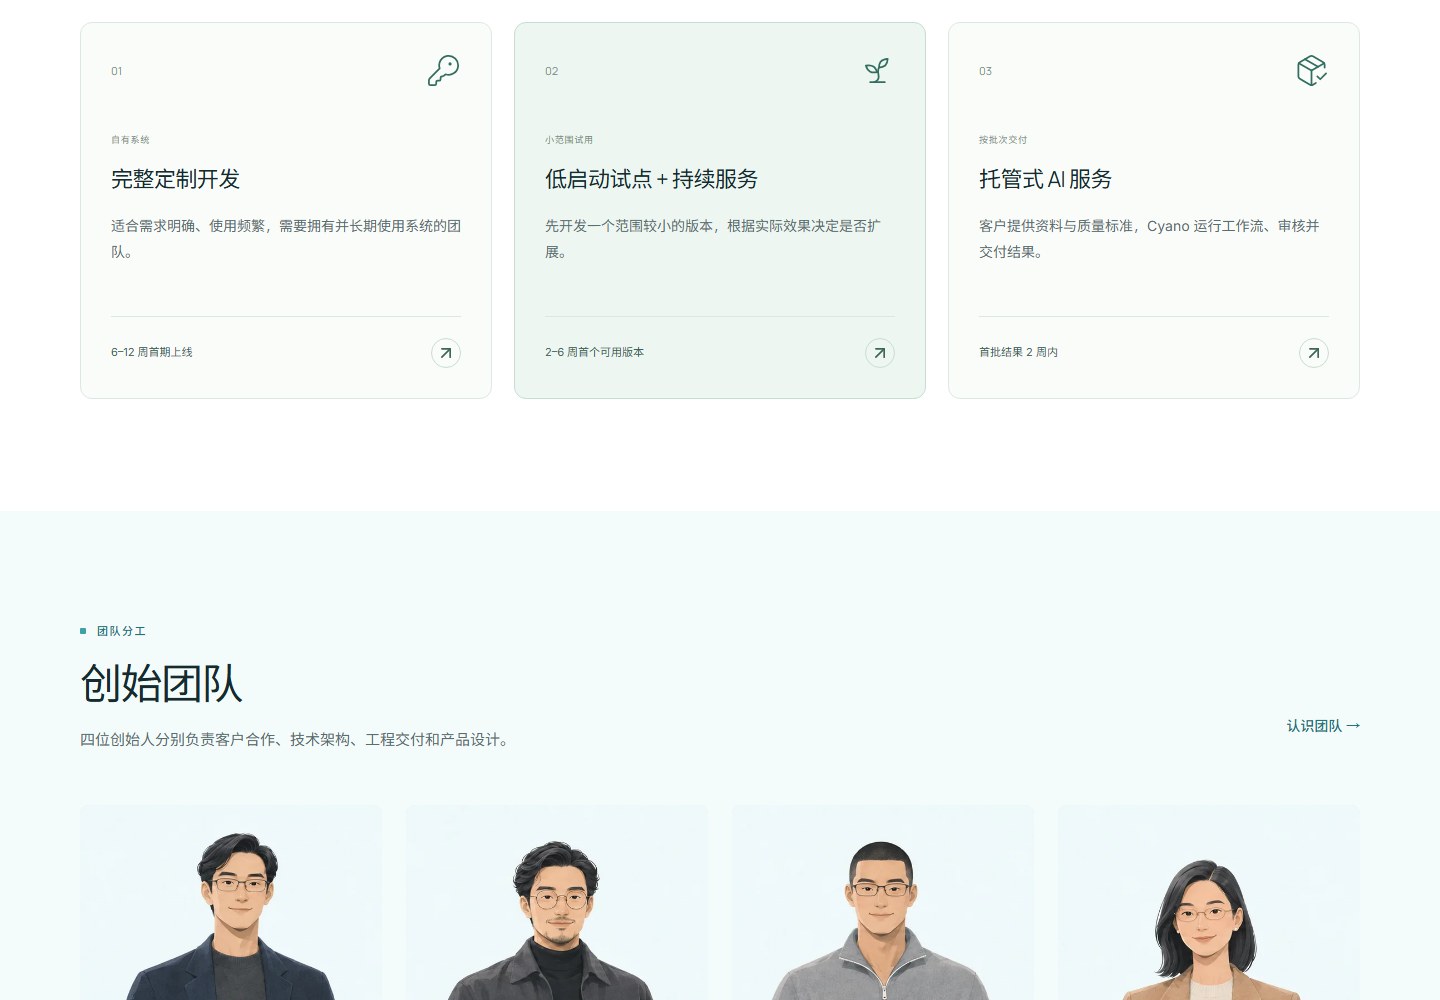 01
自有系统
完整定制开发
适合需求明确、使用频繁，需要拥有并长期使用系统的团
队。
6–12 周首期上线
02
小范围试用
低启动试点 + 持续服务
先开发一个范围较小的版本，根据实际效果决定是否扩
展。
2–6 周首个可用版本
03
按批次交付
托管式 AI 服务
客户提供资料与质量标准，Cyano 运行工作流、审核并
交付结果。
首批结果 2 周内
团队分工
创始团队
四位创始人分别负责客户合作、技术架构、工程交付和产品设计。
认识团队 →